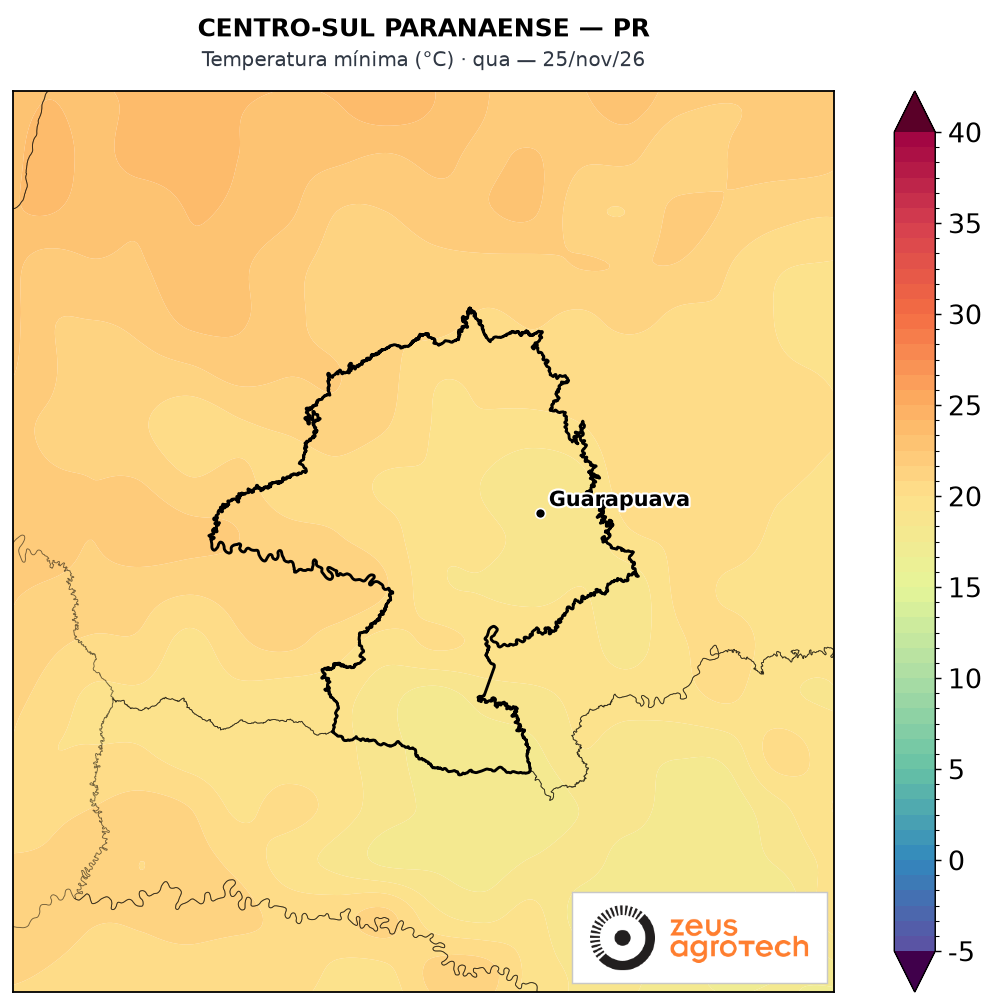 CENTRO-SUL PARANAENSE — PR
Temperatura mínima (°C) · qua — 25/nov/26
40
35
30
25
20
15
10
5
0
-5
Guarapuava
zeus
agrotech